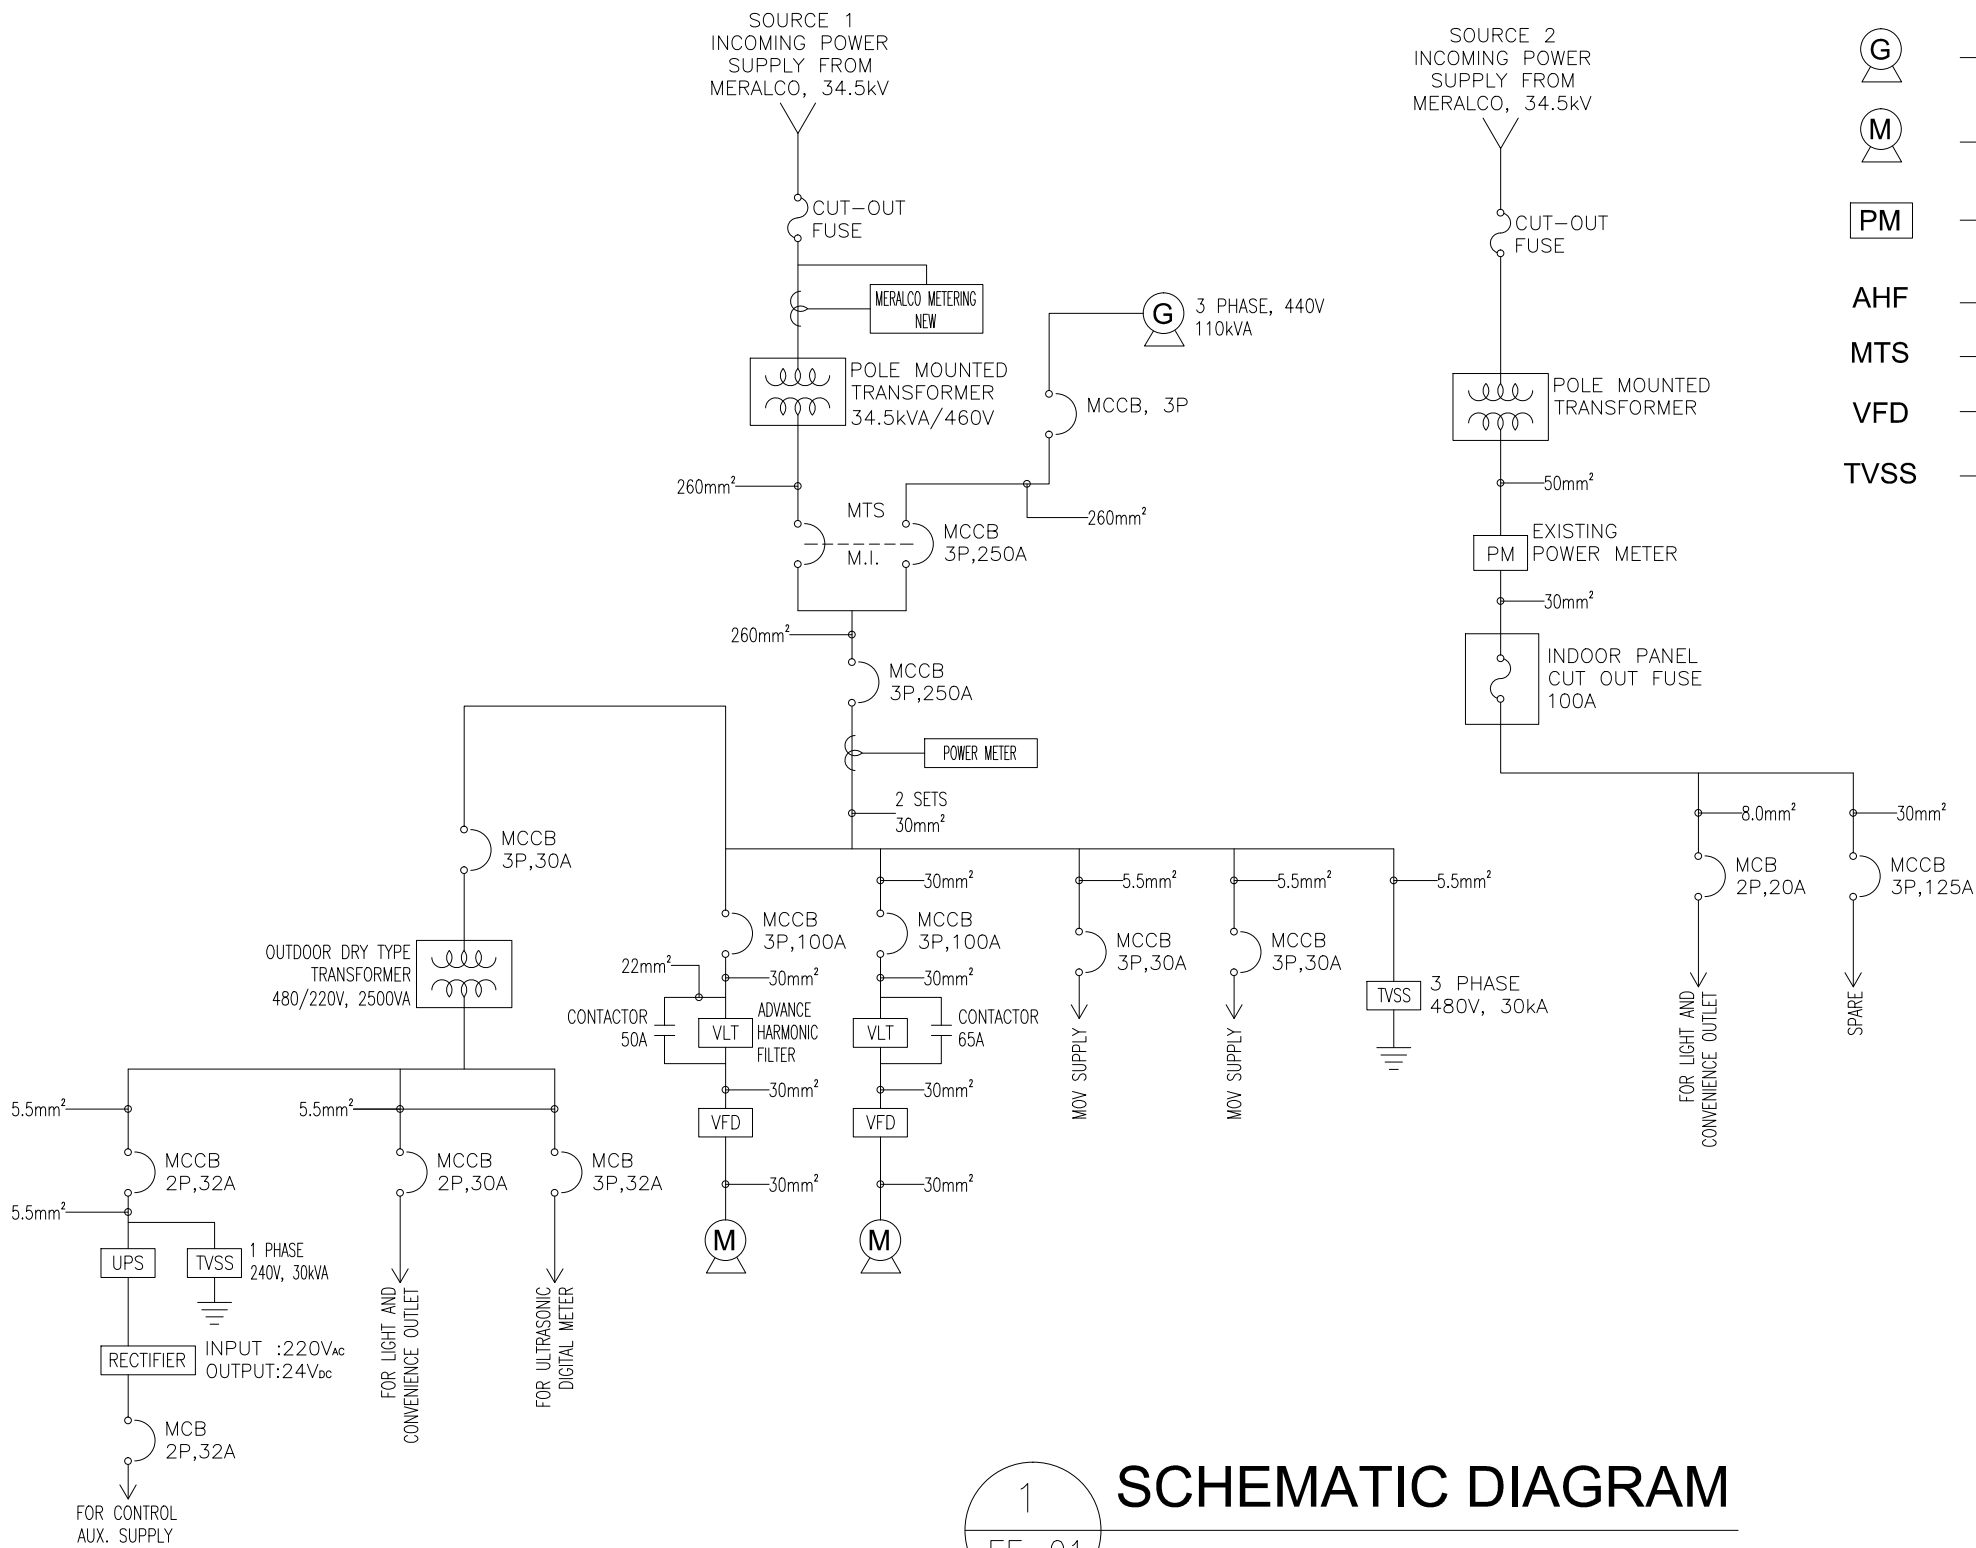 SOURCE 1
INCOMING POWER
SUPPLY FROM
MERALCO, 34.5kV
CUT-OUT
FUSE
MERALCO METERING
NEW
POLE MOUNTED
TRANSFORMER
34.5kVA/460V
G
3 PHASE, 440V
110kVA
MCCB, 3P
260mm²
260mm²
MTS
M.I.
MCCB
3P,250A
260mm²
MCCB
3P,250A
POWER METER
2 SETS
30mm²
SOURCE 2
INCOMING POWER
SUPPLY FROM
MERALCO, 34.5kV
CUT-OUT
FUSE
POLE MOUNTED
TRANSFORMER
50mm²
PM
EXISTING
POWER METER
30mm²
INDOOR PANEL
CUT OUT FUSE
100A
8.0mm²
MCB
2P,20A
FOR LIGHT AND
CONVENIENCE OUTLET
30mm²
MCCB
3P,125A
SPARE
G
M
PM
AHF
MTS
VFD
TVSS
MCCB
3P,30A
OUTDOOR DRY TYPE
TRANSFORMER
480/220V, 2500VA
MCCB
3P,100A
22mm²
30mm²
CONTACTOR
50A
VLT
ADVANCE
HARMONIC
FILTER
30mm²
VFD
30mm²
M
30mm²
MCCB
3P,100A
30mm²
VLT
CONTACTOR
65A
30mm²
VFD
30mm²
M
5.5mm²
MCCB
3P,30A
MOV SUPPLY
5.5mm²
MCCB
3P,30A
MOV SUPPLY
5.5mm²
TVSS
3 PHASE
480V, 30kA
5.5mm²
MCCB
2P,32A
5.5mm²
UPS
TVSS
1 PHASE
240V, 30kVA
RECTIFIER
INPUT :220VAC
OUTPUT:24VDC
MCB
2P,32A
FOR CONTROL
AUX. SUPPLY
5.5mm²
MCCB
2P,30A
FOR LIGHT AND
CONVENIENCE OUTLET
MCB
3P,32A
FOR ULTRASONIC
DIGITAL METER
1
SCHEMATIC DIAGRAM